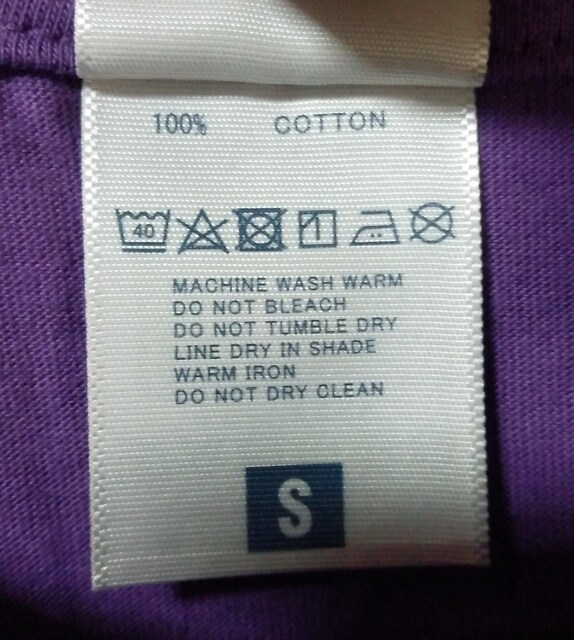 100% COTTON
40
MACHINE WASH WARM
DO NOT BLEACH
DO NOT TUMBLE DRY
LINE DRY IN SHADE
WARM IRON
DO NOT DRY CLEAN
S